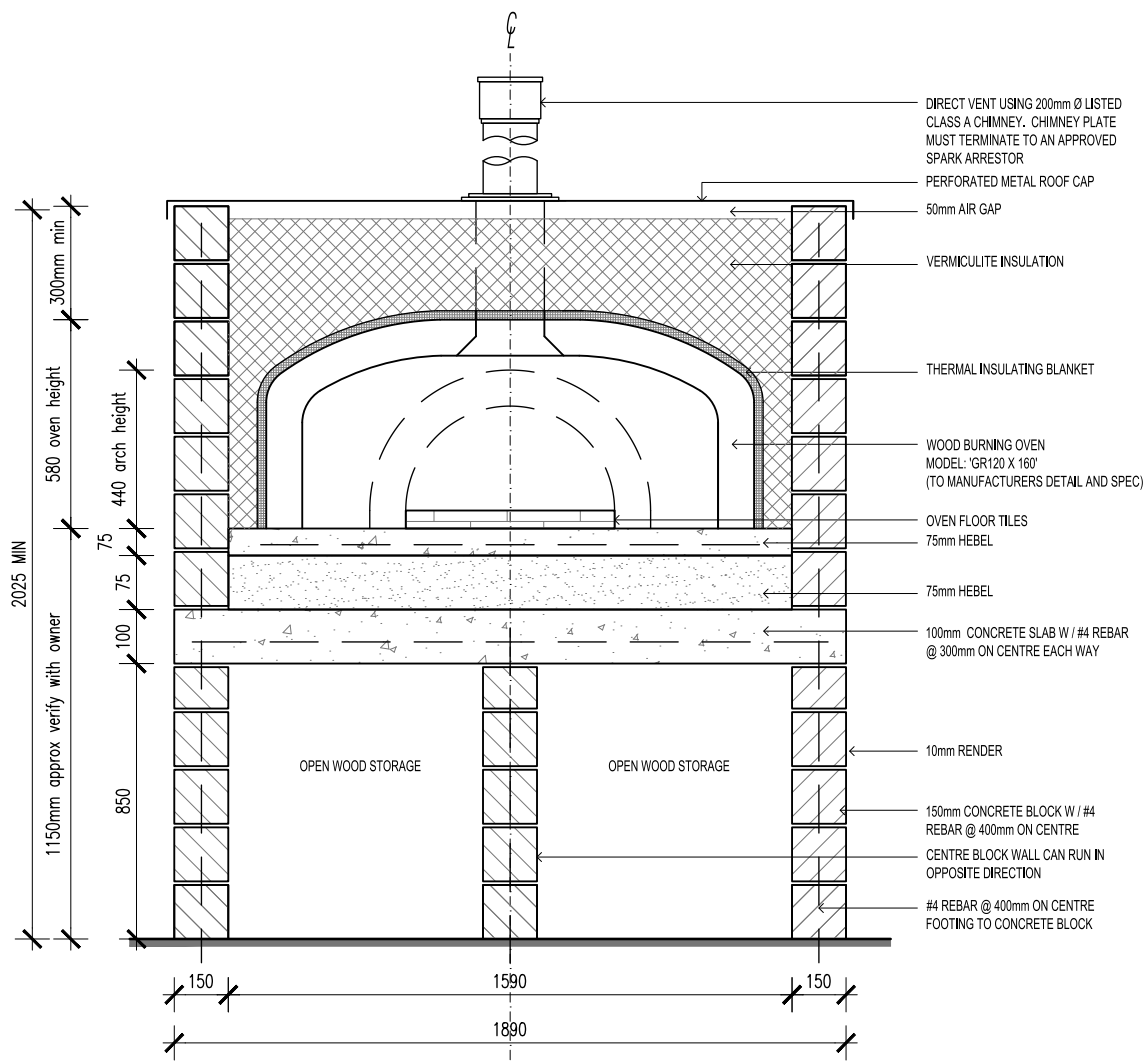 CL
DIRECT VENT USING 200mm Ø LISTED
CLASS A CHIMNEY. CHIMNEY PLATE
MUST TERMINATE TO AN APPROVED
SPARK ARRESTOR
PERFORATED METAL ROOF CAP
50mm AIR GAP
VERMICULITE INSULATION
THERMAL INSULATING BLANKET
WOOD BURNING OVEN
MODEL: 'GR120 X 160'
(TO MANUFACTURERS DETAIL AND SPEC)
OVEN FLOOR TILES
75mm HEBEL
75mm HEBEL
100mm CONCRETE SLAB W / #4 REBAR
@ 300mm ON CENTRE EACH WAY
10mm RENDER
150mm CONCRETE BLOCK W / #4
REBAR @ 400mm ON CENTRE
CENTRE BLOCK WALL CAN RUN IN
OPPOSITE DIRECTION
#4 REBAR @ 400mm ON CENTRE
FOOTING TO CONCRETE BLOCK
2025 MIN
300mm min
580 oven height
1150mm approx verify with owner
440 arch height
75
75
100
850
OPEN WOOD STORAGE
OPEN WOOD STORAGE
150
1590
150
1890